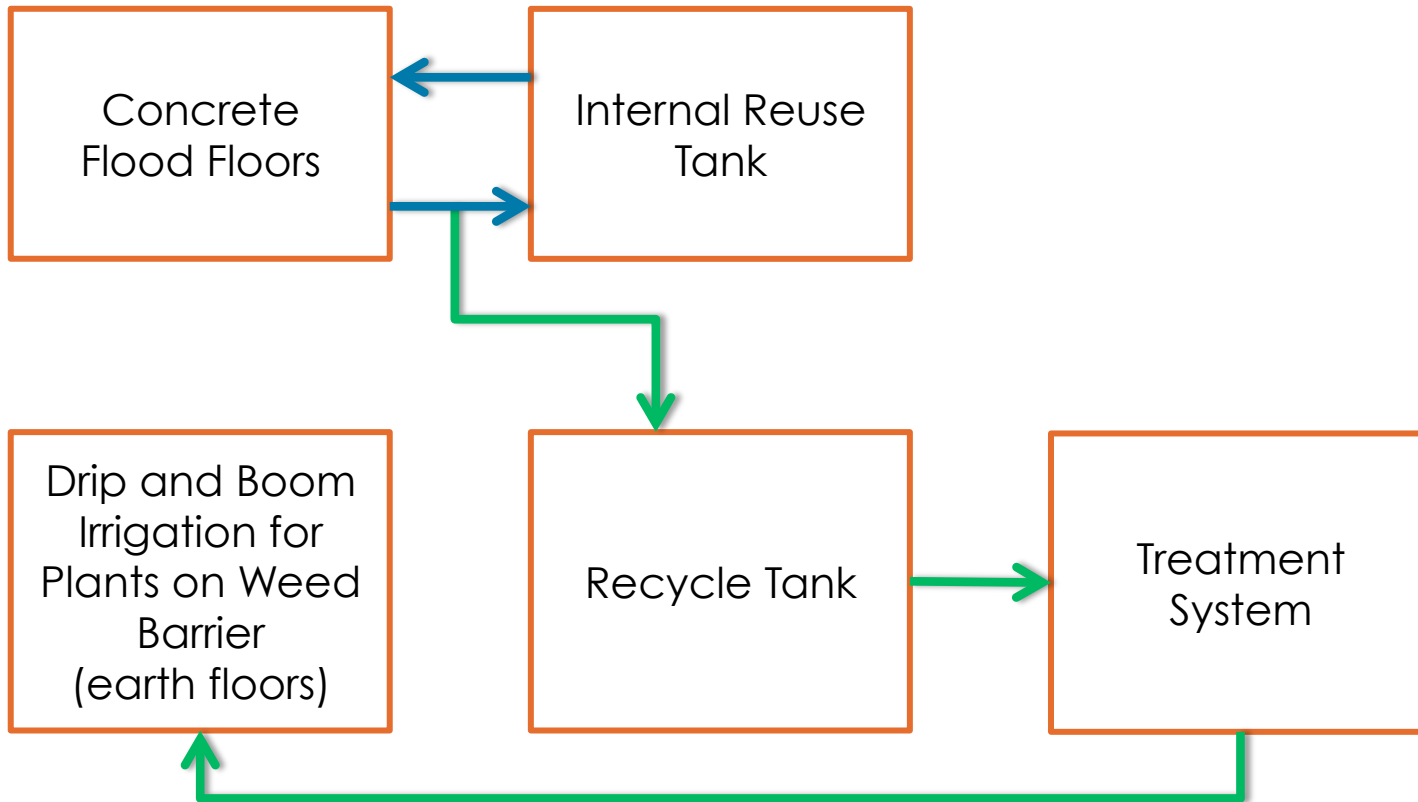 Concrete
Flood Floors
Internal Reuse
Tank
Drip and Boom
Irrigation for
Plants on Weed
Barrier
(earth floors)
Recycle Tank
Treatment
System